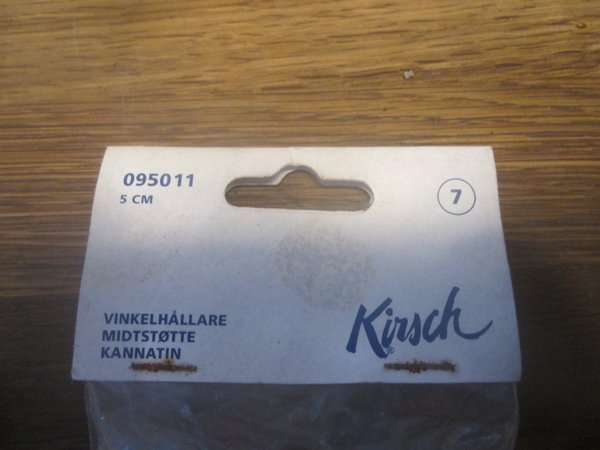 095011
5 CM
7
VINKELHÅLLARE
MIDTSTØTTE
KANNATIN
Kirsch
®